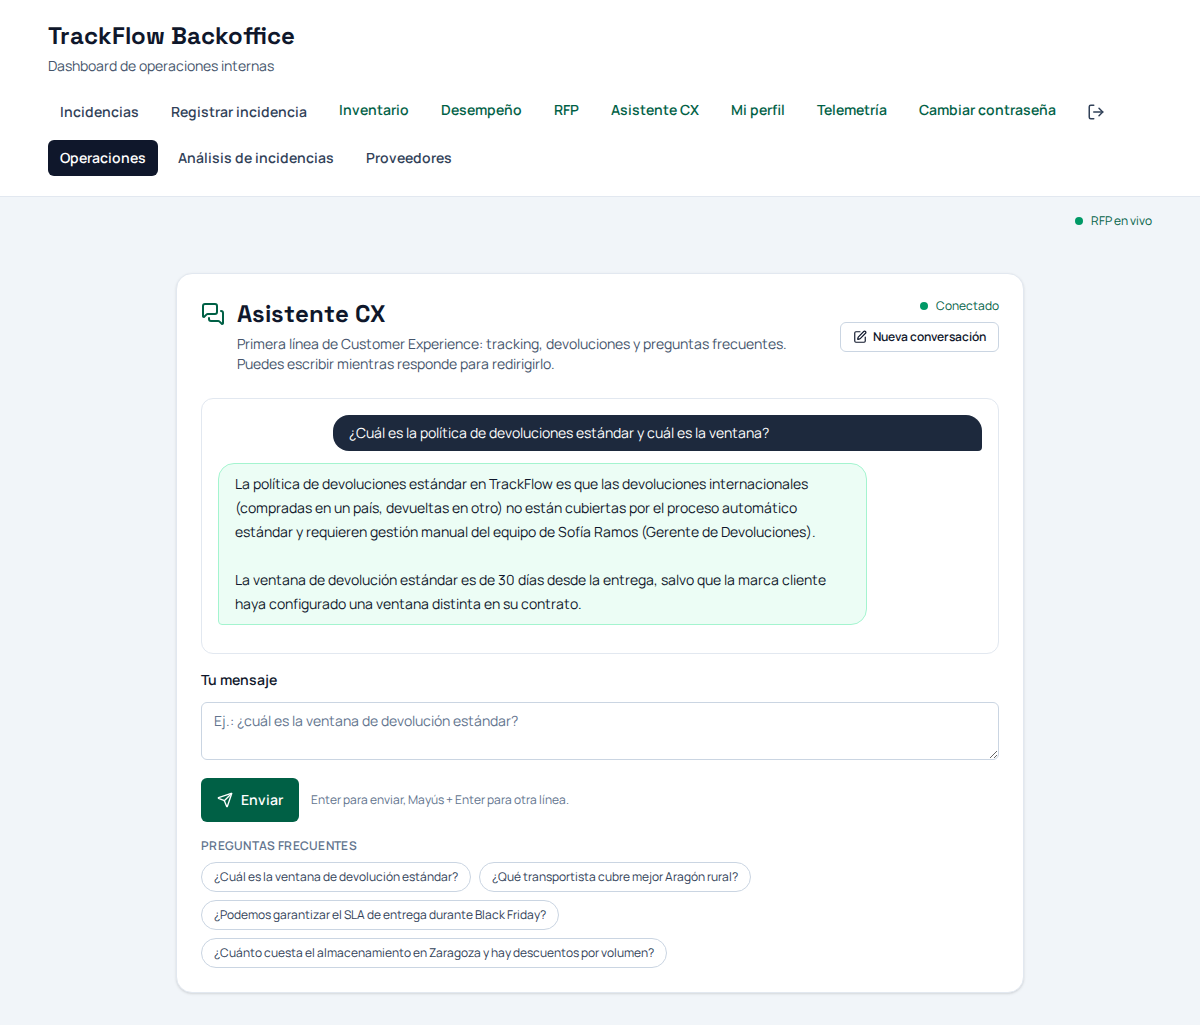 TrackFlow Backoffice
Dashboard de operaciones internas
Incidencias Registrar incidencia Inventario Desempeño RFP Asistente CX Mi perfil Telemetría Cambiar contraseña
Operaciones Análisis de incidencias Proveedores
RFP en vivo
Asistente CX
Conectado
Primera línea de Customer Experience: tracking, devoluciones y preguntas frecuentes.
Puedes escribir mientras responde para redirigirlo.
Nueva conversación
¿Cuál es la política de devoluciones estándar y cuál es la ventana?
La política de devoluciones estándar en TrackFlow es que las devoluciones internacionales
(compradas en un país, devueltas en otro) no están cubiertas por el proceso automático
estándar y requieren gestión manual del equipo de Sofía Ramos (Gerente de Devoluciones).
La ventana de devolución estándar es de 30 días desde la entrega, salvo que la marca cliente
haya configurado una ventana distinta en su contrato.
Tu mensaje
Ej.: ¿cuál es la ventana de devolución estándar?
Enviar
Enter para enviar, Mayús + Enter para otra línea.
PREGUNTAS FRECUENTES
¿Cuál es la ventana de devolución estándar? ¿Qué transportista cubre mejor Aragón rural?
¿Podemos garantizar el SLA de entrega durante Black Friday?
¿Cuánto cuesta el almacenamiento en Zaragoza y hay descuentos por volumen?